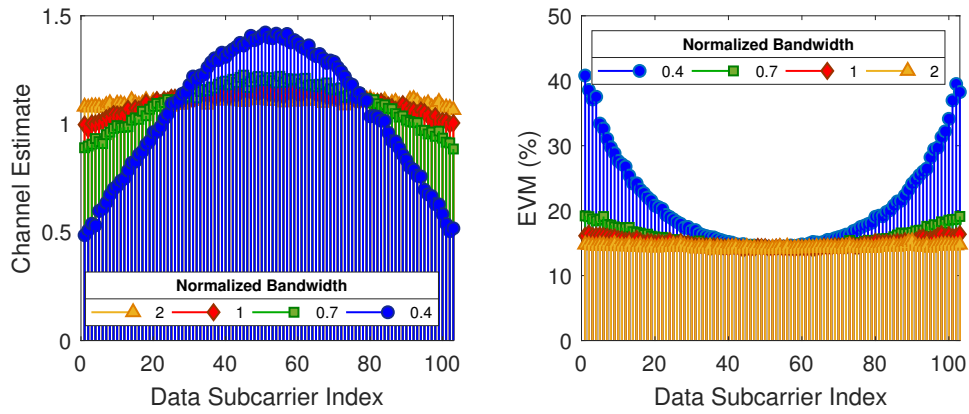 1.5
1
0.5
0
Channel Estimate
Normalized Bandwidth
2 1 0.7 0.4
0 20 40 60 80 100
Data Subcarrier Index
50
40
30
20
10
0
EVM (%)
Normalized Bandwidth
0.4 0.7 1 2
20 40 60 80 100
Data Subcarrier Index